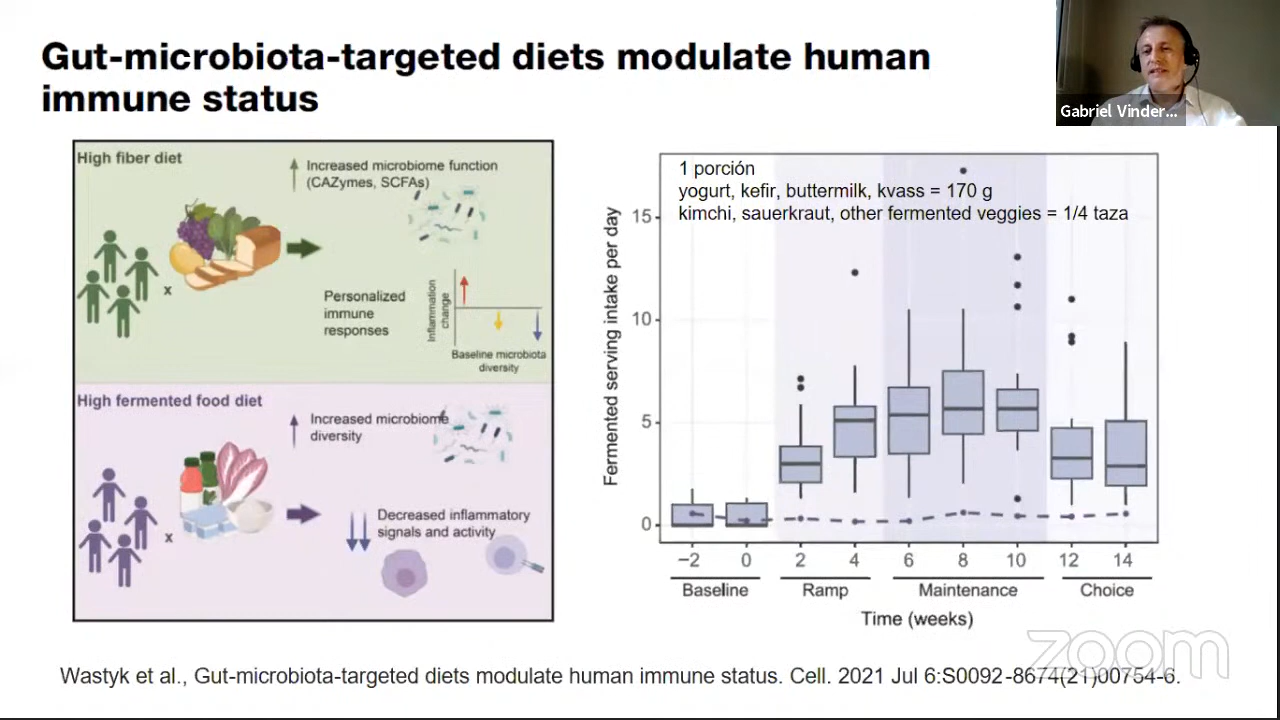 Gut-microbiota-targeted diets modulate human
immune status
Gabriel Vinder...
High fiber diet
Increased microbiome function
(CAZymes, SCFAs)
x
Personalized
immune
responses
Inflammation
change
Baseline microbiota
diversity
High fermented food diet
Increased microbiome
diversity
x
Decreased inflammatory
signals and activity
1 porción
yogurt, kefir, buttermilk, kvass = 170 g
kimchi, sauerkraut, other fermented veggies = 1/4 taza
Fermented serving intake per day
15
10
5
0
−2 0 2 4 6 8 10 12 14
Baseline Ramp Maintenance Choice
Time (weeks)
zoom
Wastyk et al., Gut-microbiota-targeted diets modulate human immune status. Cell. 2021 Jul 6:S0092-8674(21)00754-6.